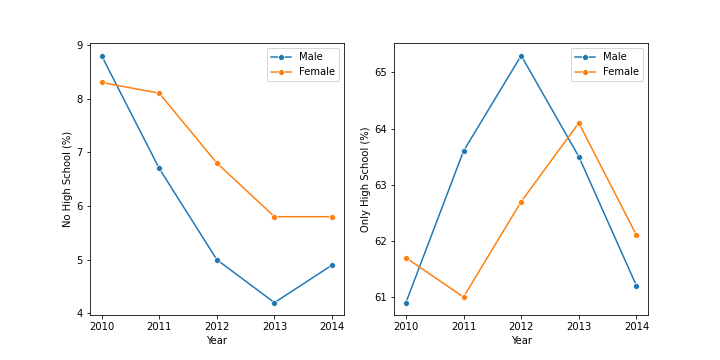 No High School (%)
9
8
7
6
5
4
2010 2011 2012 2013 2014
Year
Male
Female
Only High School (%)
65
64
63
62
61
2010 2011 2012 2013 2014
Year
Male
Female